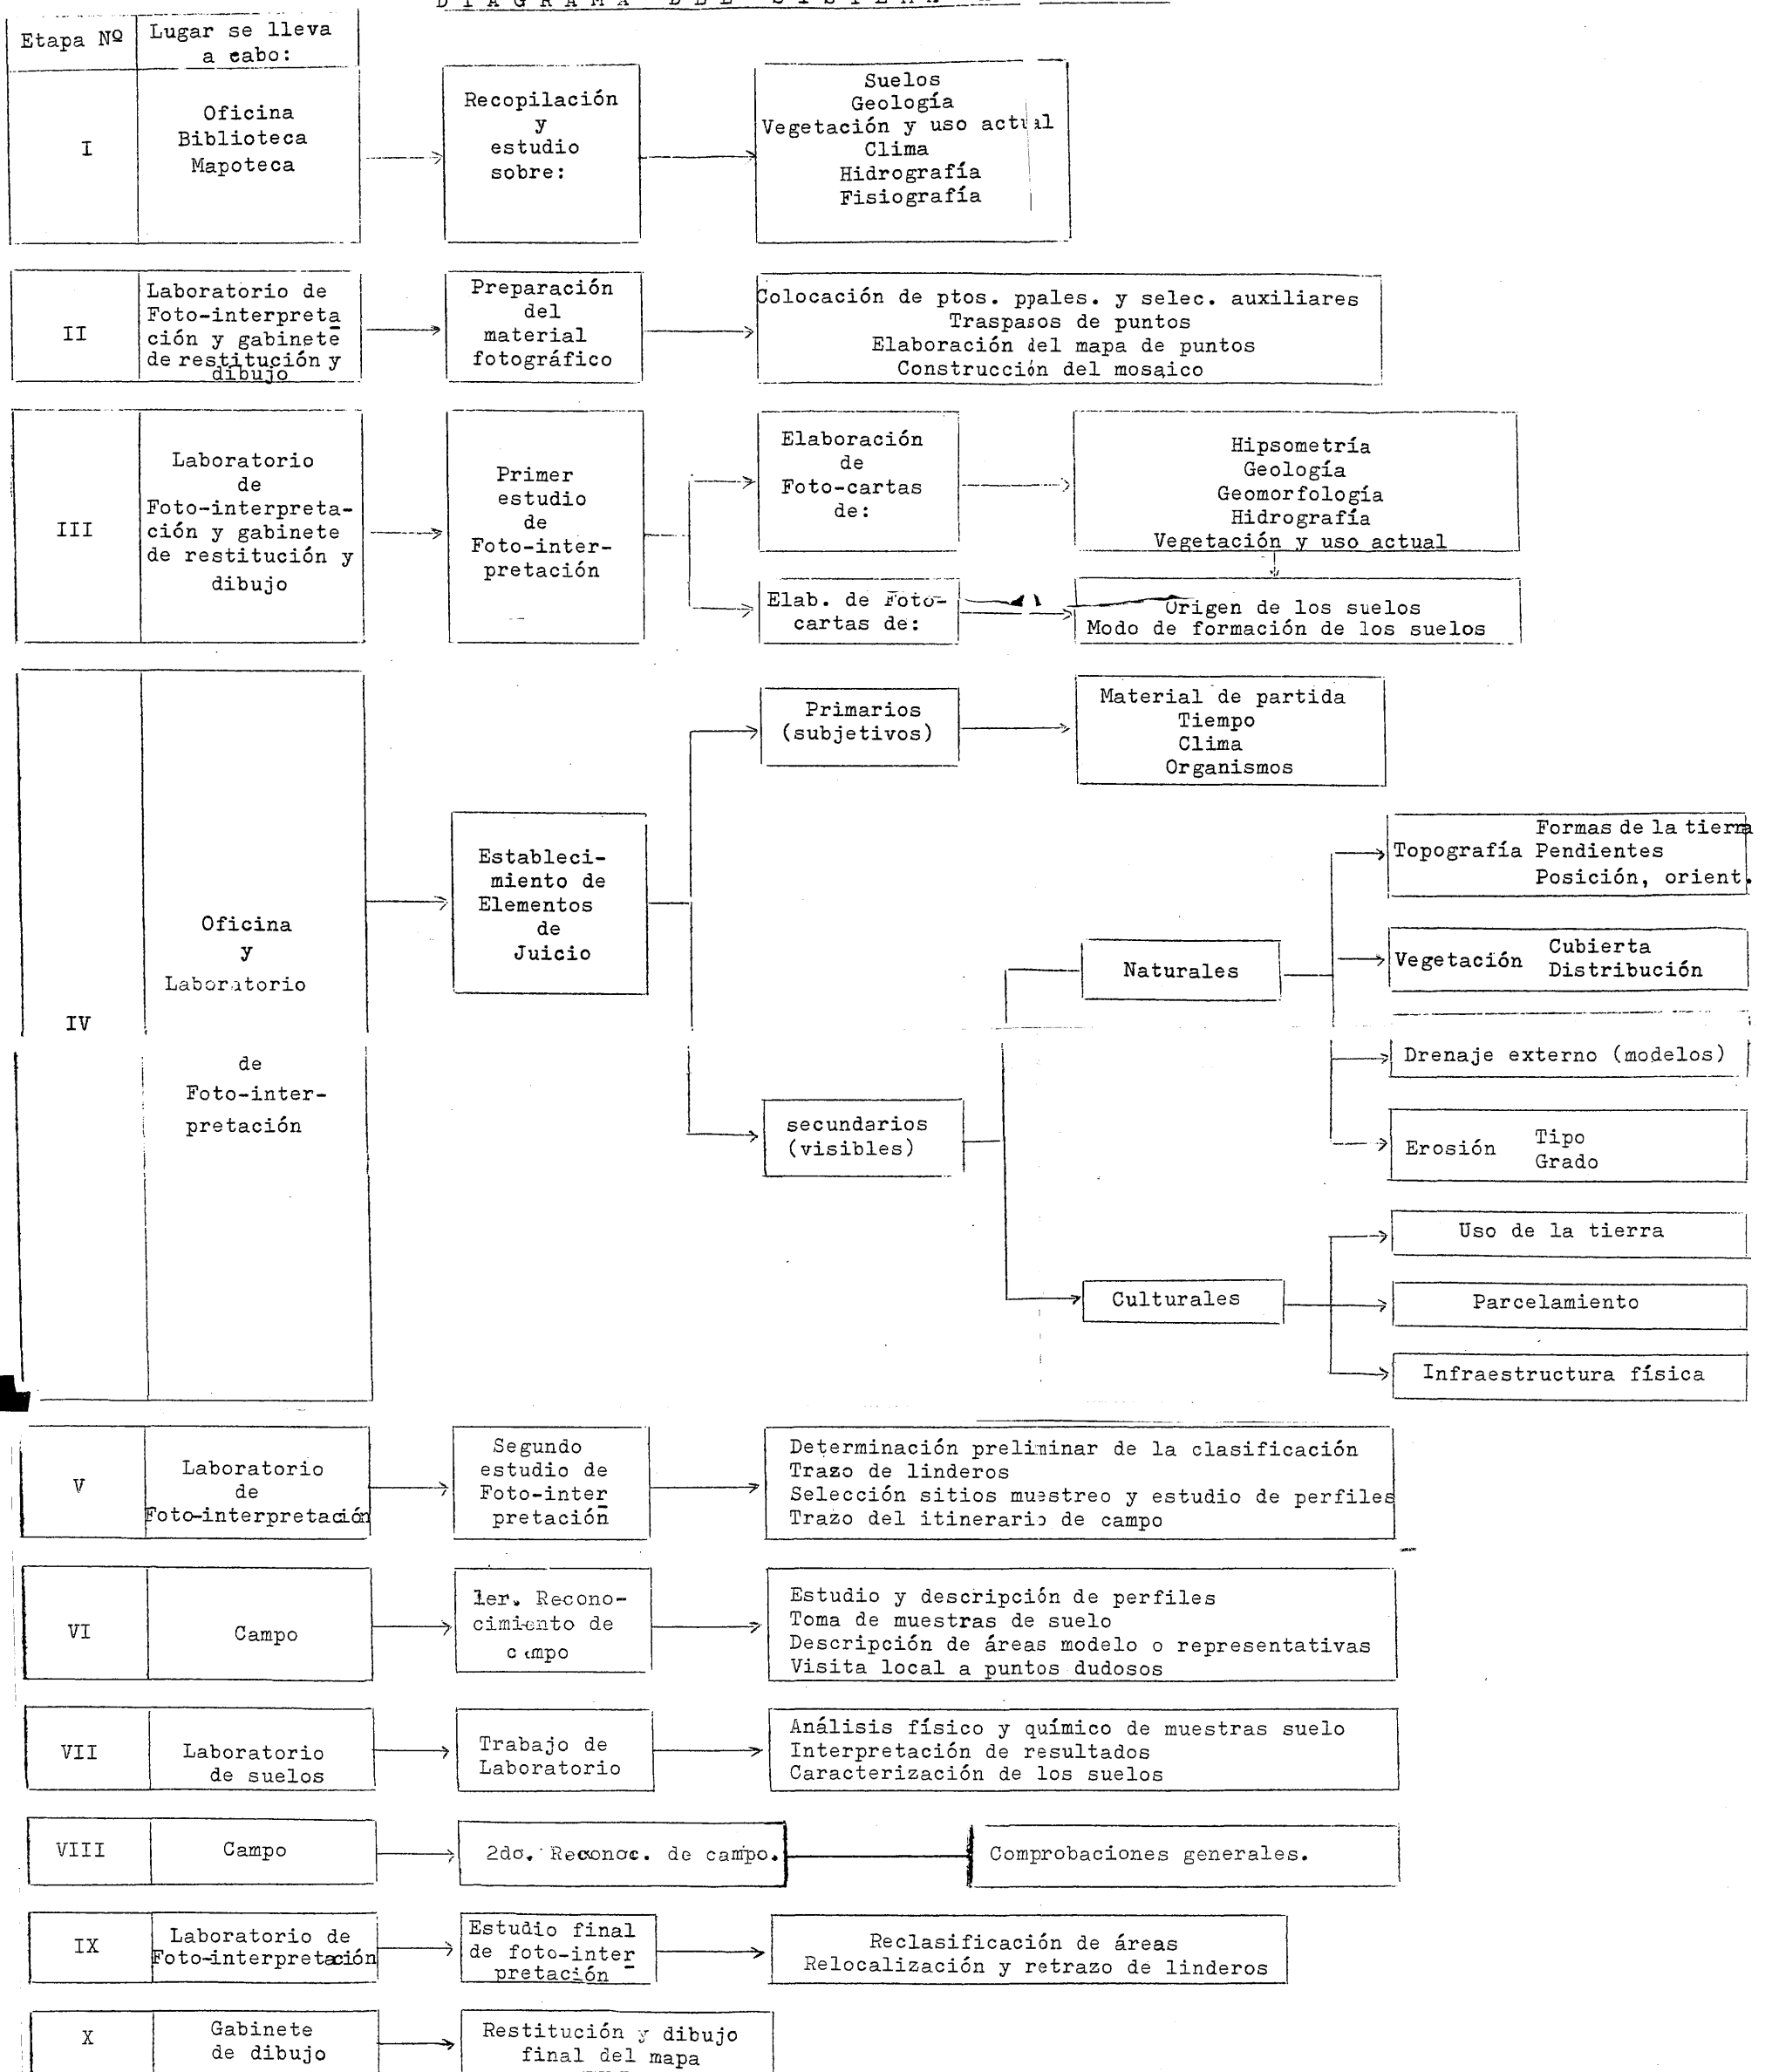 DIAGRAMA DEL SISTEMA
Etapa Nº
Lugar se lleva
a cabo:
I
Oficina
Biblioteca
Mapoteca
Recopilación
y
estudio
sobre:
Suelos
Geología
Vegetación y uso actual
Clima
Hidrografía
Fisiografía
II
Laboratorio de
Foto-interpreta
ción y gabinete
de restitución y
dibujo
Preparación
del
material
fotográfico
Colocación de ptos. ppales. y selec. auxiliares
Traspasos de puntos
Elaboración del mapa de puntos
Construcción del mosaico
III
Laboratorio
de
Foto-interpreta-
ción y gabinete
de restitución y
dibujo
Primer
estudio
de
Foto-inter-
pretación
Elaboración
de
Foto-cartas
de:
Hipsometría
Geología
Geomorfología
Hidrografía
Vegetación y uso actual
Elab. de Foto-
cartas de:
Origen de los suelos
Modo de formación de los suelos
IV
Oficina
y
Laboratorio
de
Foto-inter-
pretación
Estableci-
miento de
Elementos
de
Juicio
Primarios
(subjetivos)
Material de partida
Tiempo
Clima
Organismos
secundarios
(visibles)
Naturales
Formas de la tierra
Topografía Pendientes
Posición, orient.
Vegetación
Cubierta
Distribución
Drenaje externo (modelos)
Erosión
Tipo
Grado
Culturales
Uso de la tierra
Parcelamiento
Infraestructura física
V
Laboratorio
de
Foto-interpretación
Segundo
estudio de
Foto-inter
pretación
Determinación preliminar de la clasificación
Trazo de linderos
Selección sitios muestreo y estudio de perfiles
Trazo del itinerario de campo
VI
Campo
1er. Recono-
cimiento de
campo
Estudio y descripción de perfiles
Toma de muestras de suelo
Descripción de áreas modelo o representativas
Visita local a puntos dudosos
VII
Laboratorio
de suelos
Trabajo de
Laboratorio
Análisis físico y químico de muestras suelo
Interpretación de resultados
Caracterización de los suelos
VIII
Campo
2do. Reconoc. de campo.
Comprobaciones generales.
IX
Laboratorio de
Foto-interpretación
Estudio final
de foto-inter
pretación
Reclasificación de áreas
Relocalización y retrazo de linderos
X
Gabinete
de dibujo
Restitución y dibujo
final del mapa